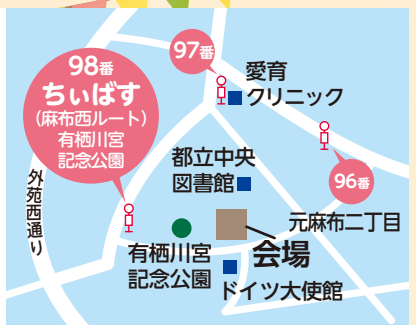 97番
98番
ちぃばす
(麻布西ルート)
有栖川宮
記念公園
愛育
クリニック
都立中央
図書館
96番
外苑西通り
元麻布二丁目
会場
有栖川宮
記念公園
ドイツ大使館